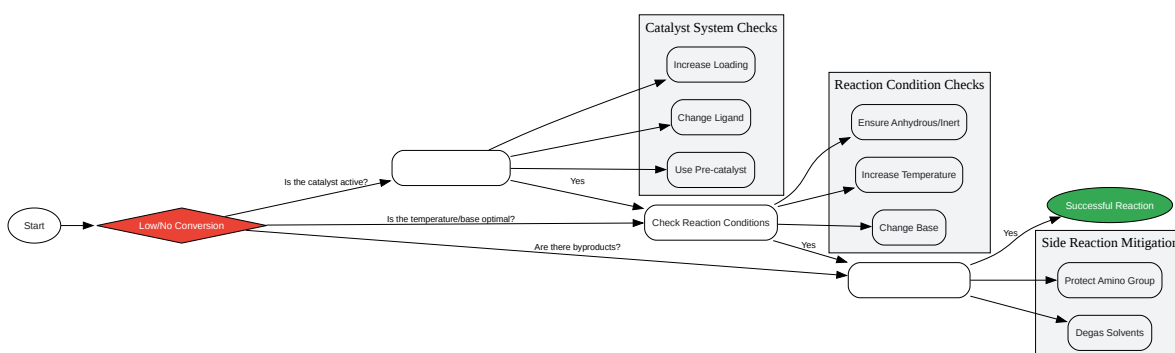 Catalyst System Checks
Increase Loading
Reaction Condition Checks
Change Ligand
Ensure Anhydrous/Inert
Is the catalyst active?
Use Pre-catalyst
Increase Temperature
Yes
Start
Low/No Conversion
Is the temperature/base optimal?
Check Reaction Conditions
Change Base
Successful Reaction
Yes
Are there byproducts?
Yes
Side Reaction Mitigation
Protect Amino Group
Degas Solvents